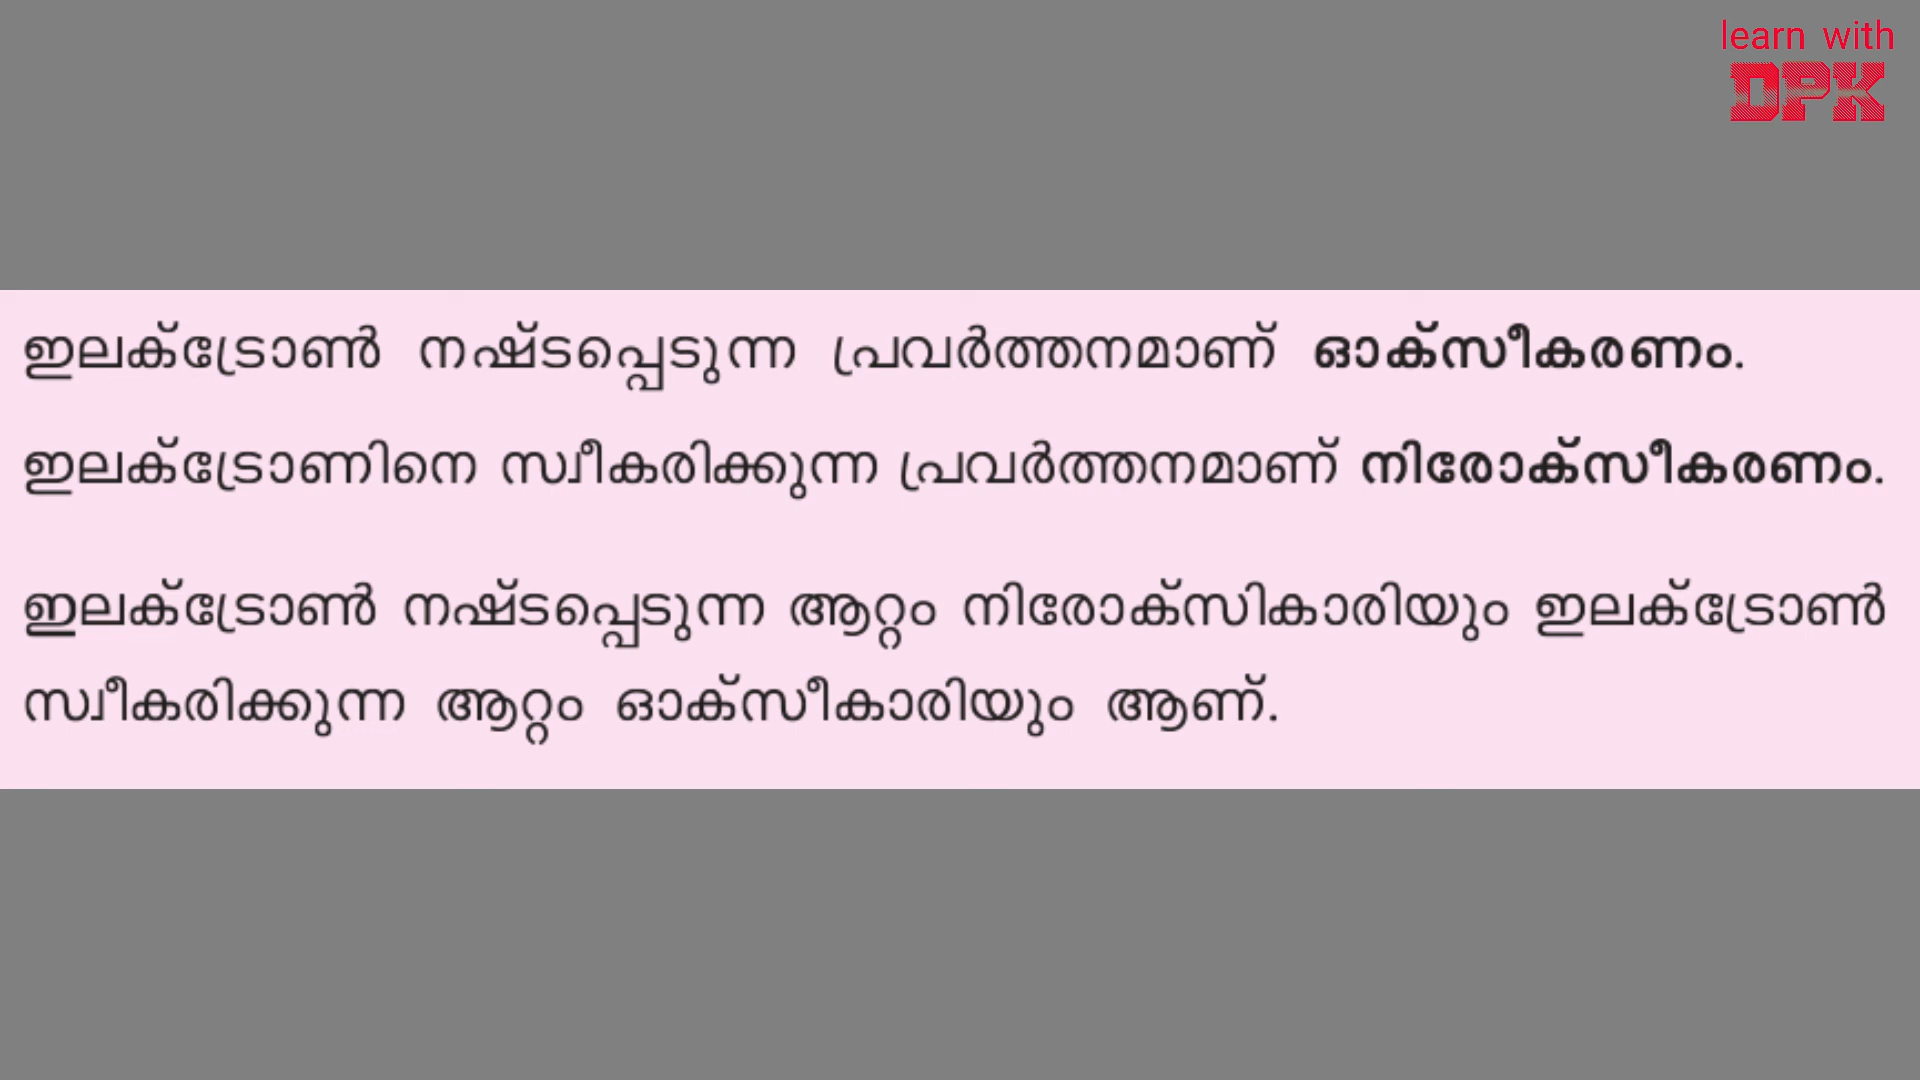 learn with
DPK
ഇലക്ട്രോൺ നഷ്ടപ്പെടുന്ന പ്രവർത്തനമാണ് ഓക്സീകരണം.
ഇലക്ട്രോണിനെ സ്വീകരിക്കുന്ന പ്രവർത്തനമാണ് നിരോക്സീകരണം.
ഇലക്ട്രോൺ നഷ്ടപ്പെടുന്ന ആറ്റം നിരോക്സികാരിയും ഇലക്ട്രോൺ
സ്വീകരിക്കുന്ന ആറ്റം ഓക്സീകാരിയും ആണ്.